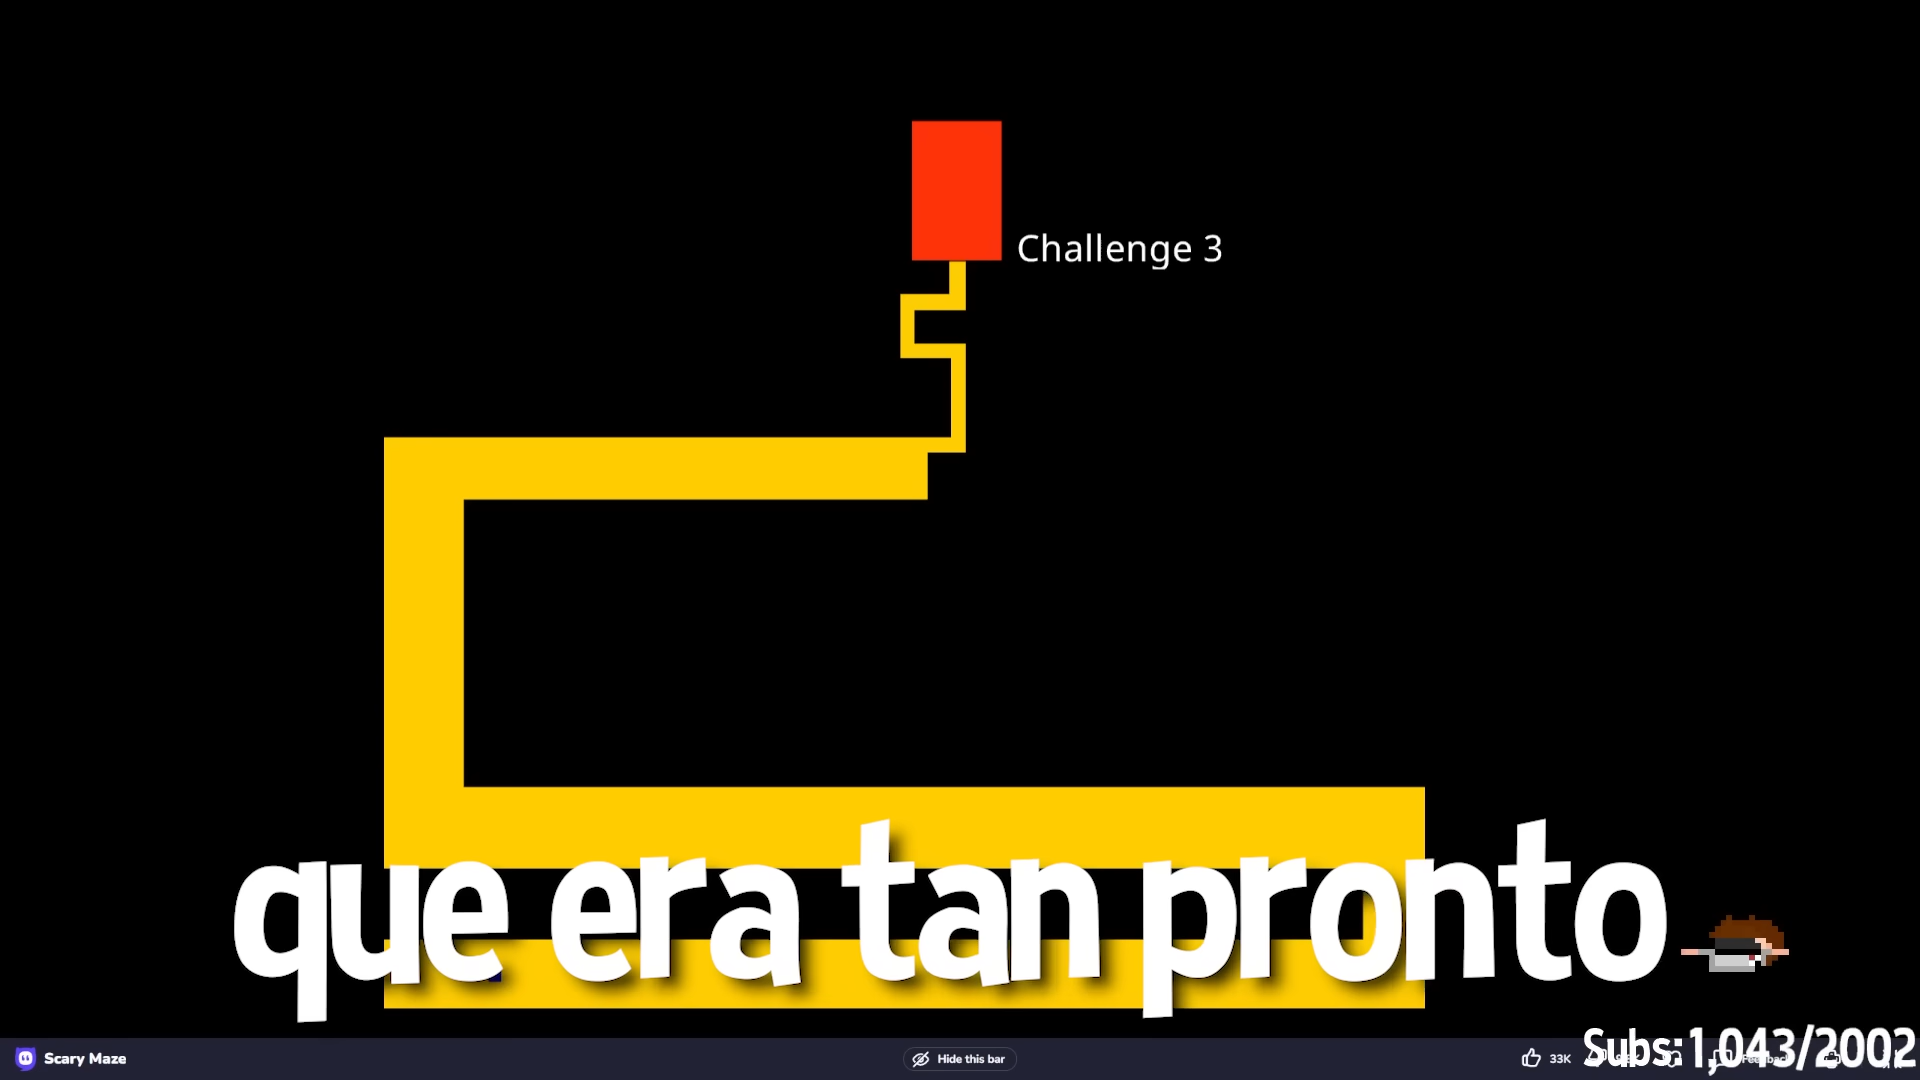 Challenge 3
que era tan pronto
Scary Maze
Hide this bar
33K
Subs:1,043/2002